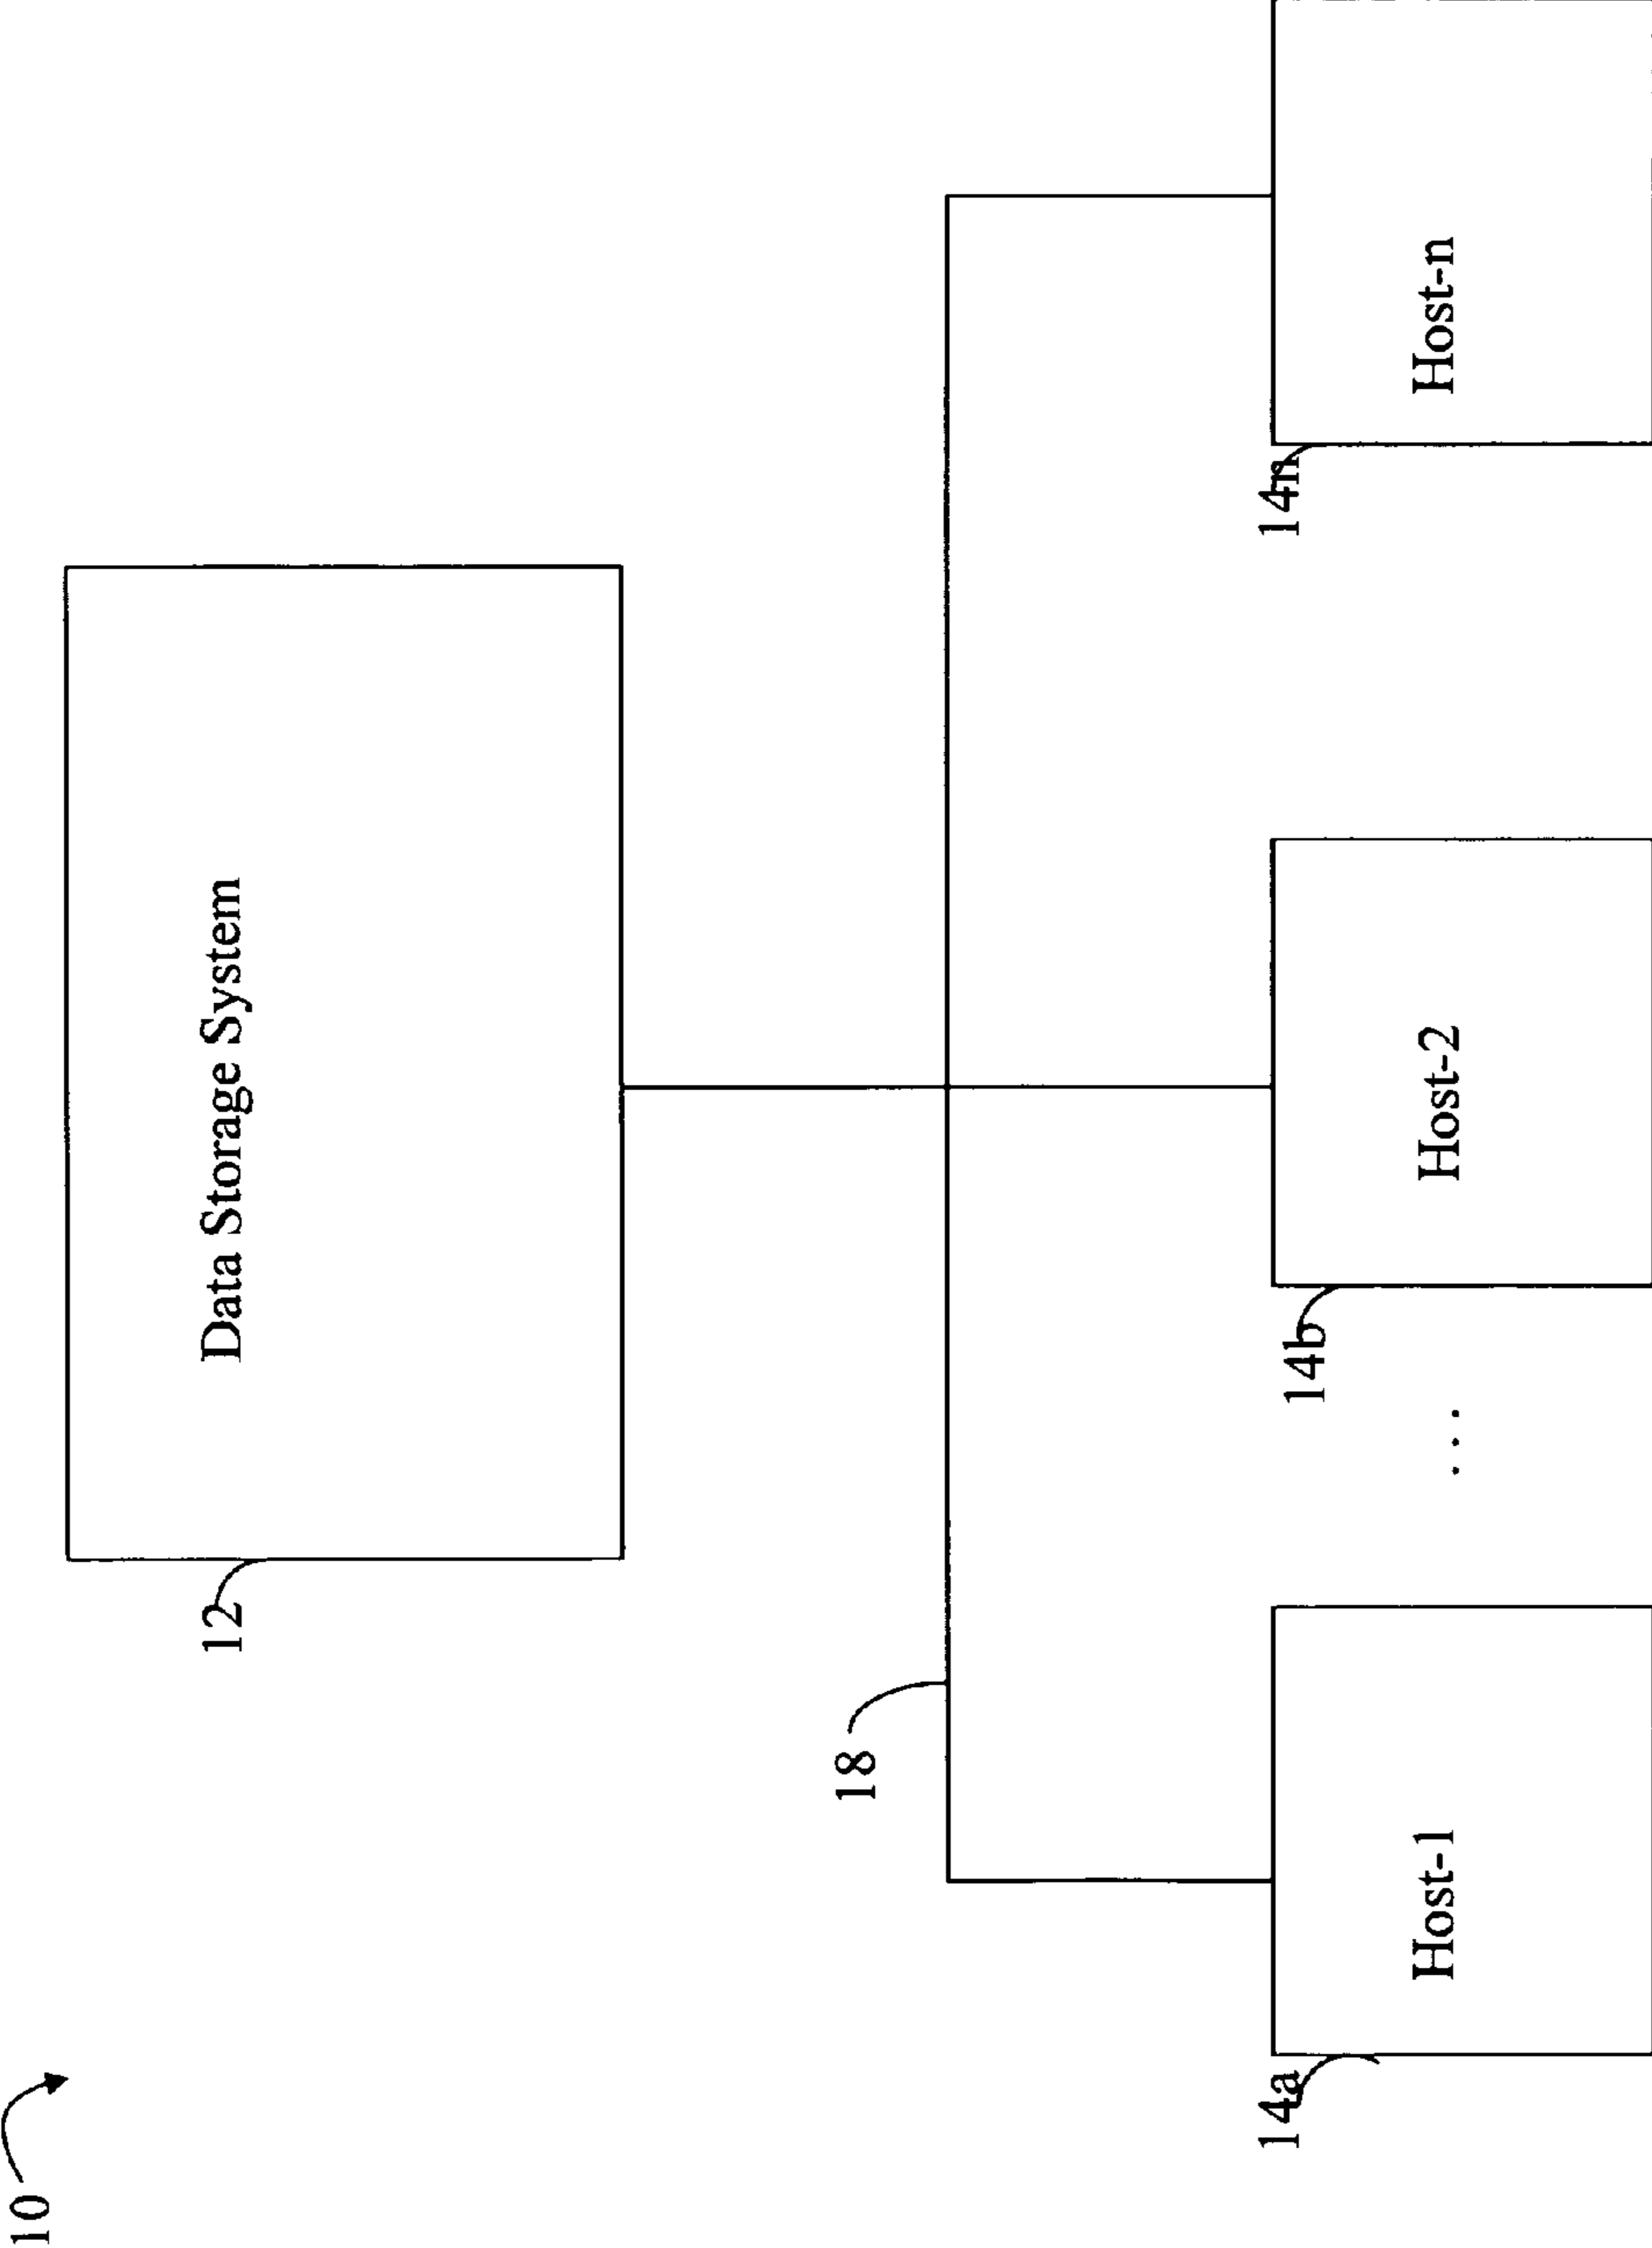 10
12
Data Storage System
18
14a
Host-1
...
14b
Host-2
14n
Host-n